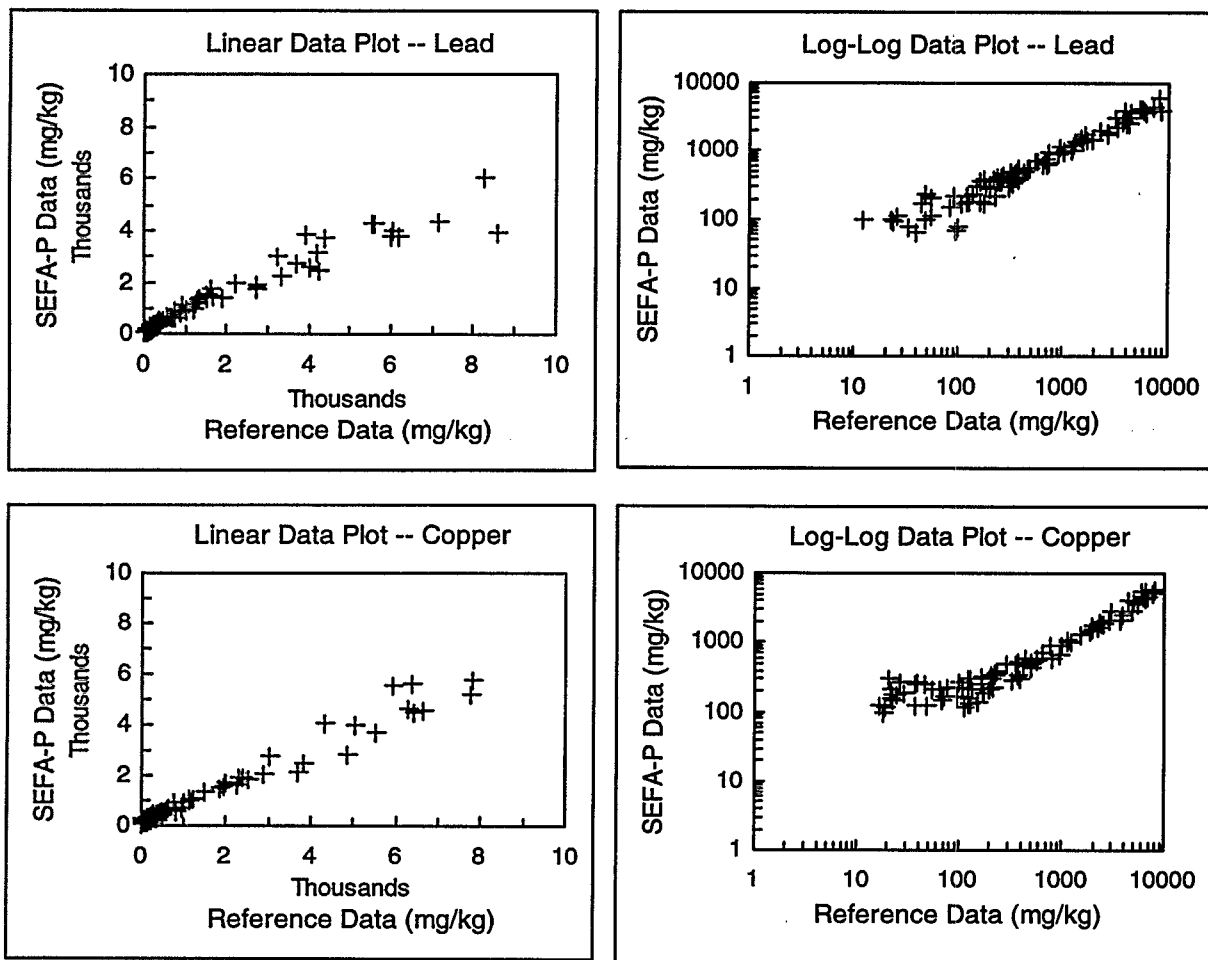 Linear Data Plot -- Lead
SEFA-P Data (mg/kg)
Thousands
10
8
6
4
2
0
0 2 4 6 8 10
Thousands
Reference Data (mg/kg)
Log-Log Data Plot -- Lead
SEFA-P Data (mg/kg)
10000
1000
100
10
1
1 10 100 1000 10000
Reference Data (mg/kg)
Linear Data Plot -- Copper
SEFA-P Data (mg/kg)
Thousands
10
8
6
4
2
0
0 2 4 6 8 10
Thousands
Reference Data (mg/kg)
Log-Log Data Plot -- Copper
SEFA-P Data (mg/kg)
10000
1000
100
10
1
1 10 100 1000 10000
Reference Data (mg/kg)